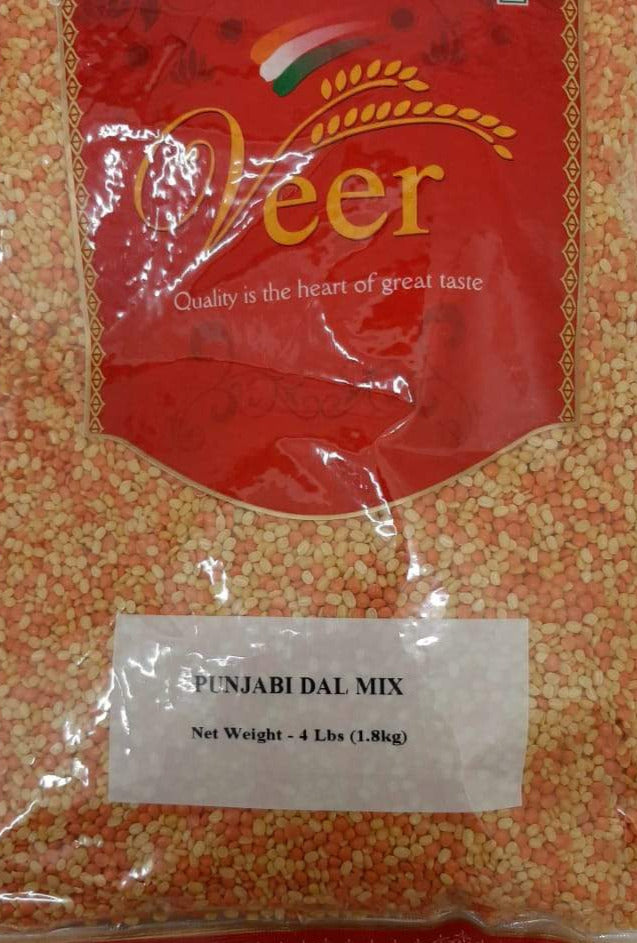 Veer
Quality is the heart of great taste
PUNJABI DAL MIX
Net Weight - 4 Lbs (1.8kg)